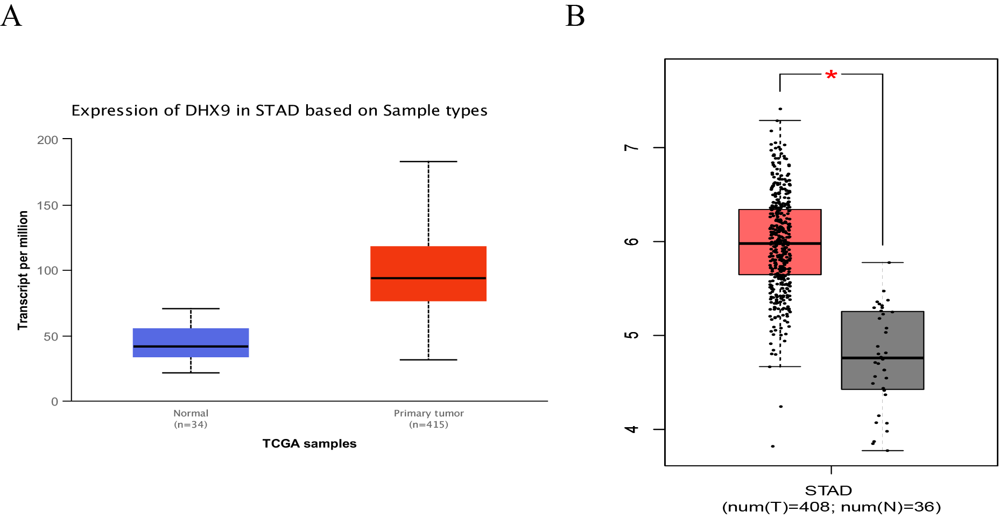 A
Expression of DHX9 in STAD based on Sample types
Transcript per million
200
150
100
50
0
Normal
(n=34)
Primary tumor
(n=415)
TCGA samples
B
*
7
6
5
4
STAD
(num(T)=408; num(N)=36)